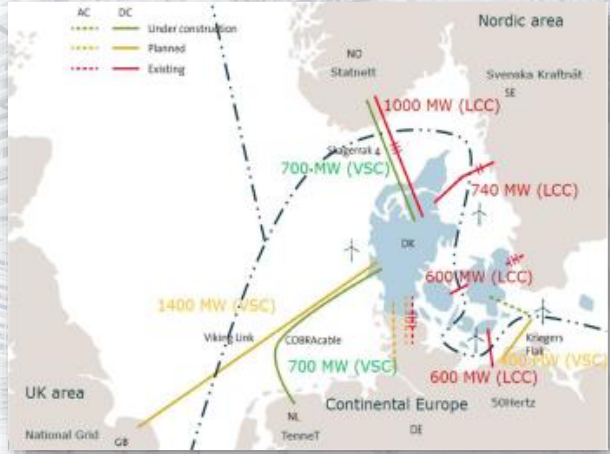 AC DC
Under construction
Planned
Existing
Nordic area
NO
Statnett
Svenska Kraftnät
SE
1000 MW (LCC)
Skagerrak 4
700 MW (VSC)
740 MW (LCC)
DK
600 MW (LCC)
1400 MW (VSC)
Viking Link
COBRAcable
Kriegers
Flak
400 MW (VSC)
700 MW (VSC)
600 MW (LCC)
UK area
Continental Europe
50Hertz
NL
TenneT
DE
National Grid
GB